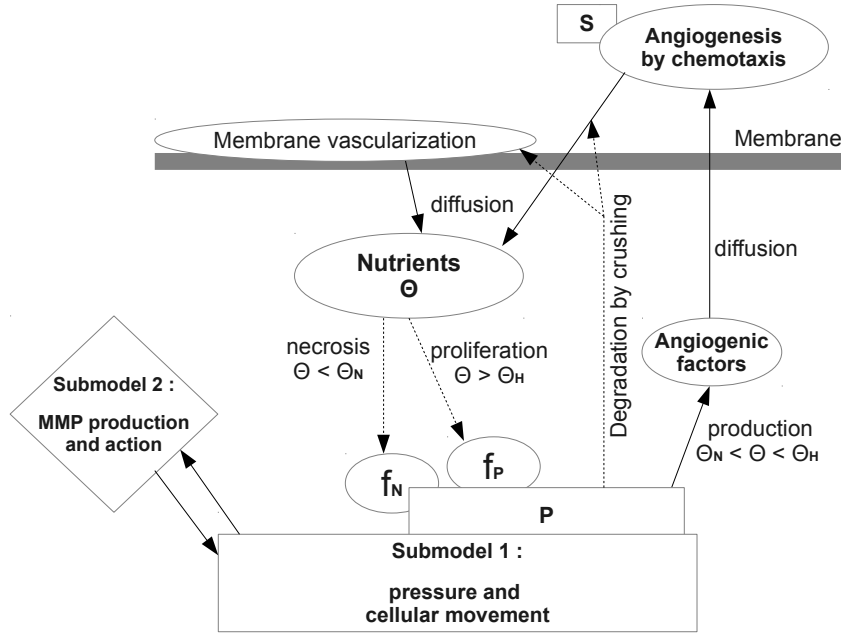 S
Angiogenesis
by chemotaxis
Membrane vascularization
Membrane
diffusion
Nutrients
Θ
Degradation by crushing
diffusion
necrosis
Θ < ΘN
proliferation
Θ > ΘH
Angiogenic
factors
Submodel 2 :
MMP production
and action
production
ΘN < Θ < ΘH
fN
fP
P
Submodel 1 :
pressure and
cellular movement